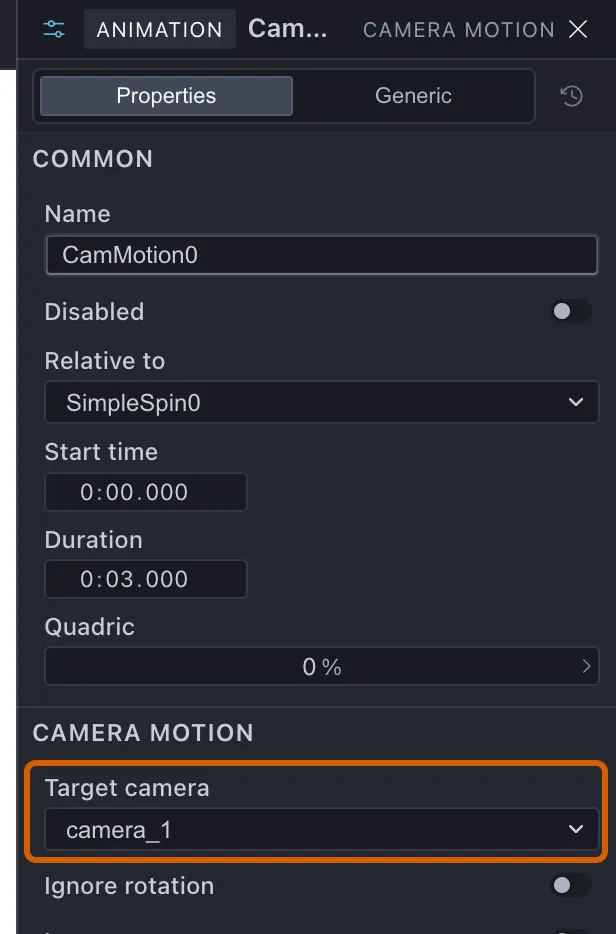 ANIMATION Cam... CAMERA MOTION
Properties Generic
COMMON
Name
CamMotion0
Disabled
Relative to
SimpleSpin0
Start time
0:00.000
Duration
0:03.000
Quadric
0 %
CAMERA MOTION
Target camera
camera_1
Ignore rotation